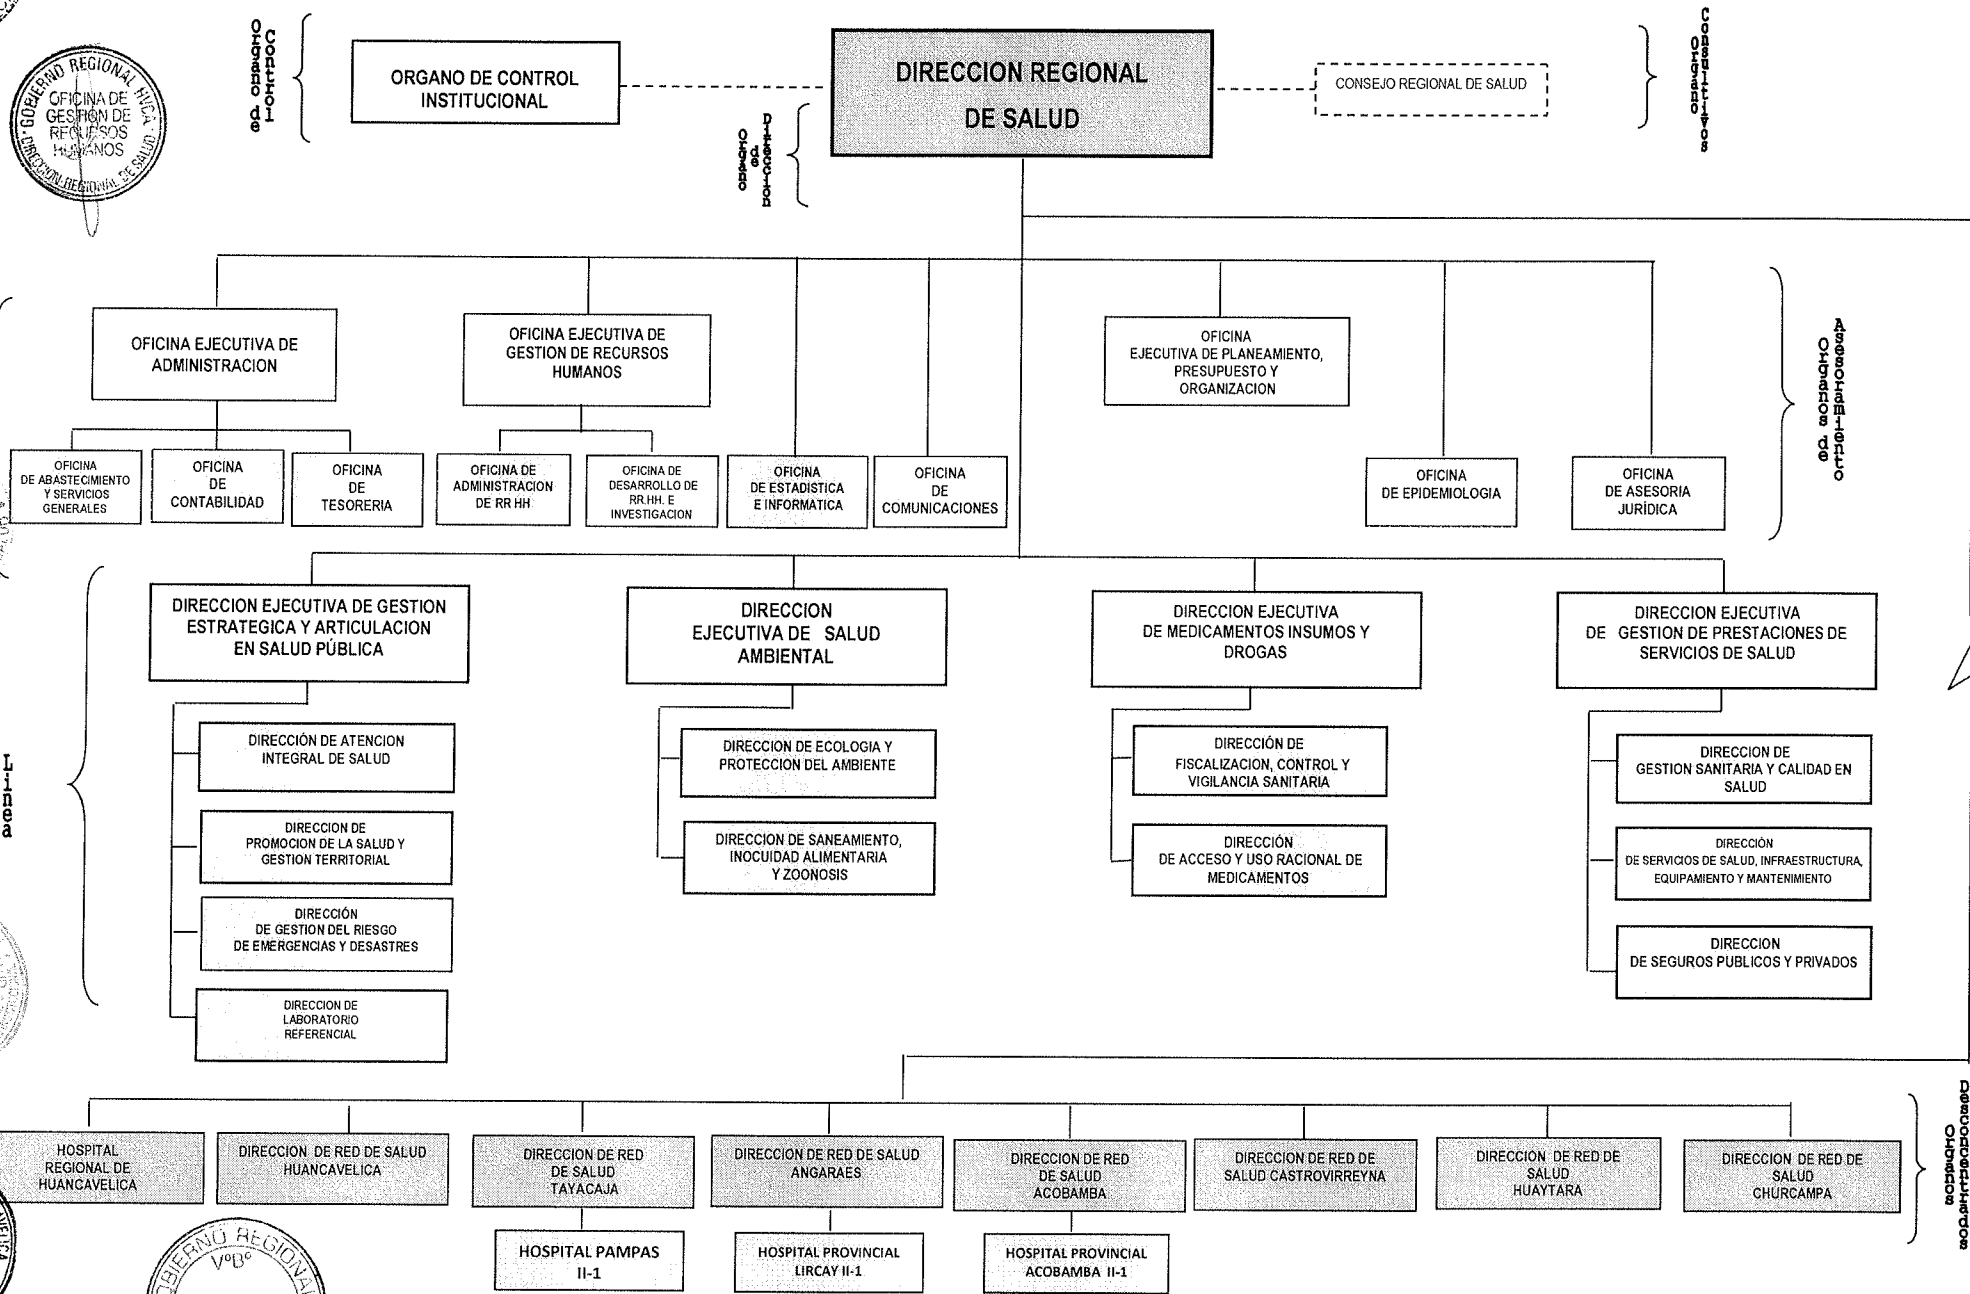 Organo de
Control
ORGANO DE CONTROL
INSTITUCIONAL
DIRECCION REGIONAL
DE SALUD
CONSEJO REGIONAL DE SALUD
Organo
Consultivos
Organo
de
Direccion
GOBIERNO REGIONAL HVCA.
OFICINA DE
GESTION DE
RECURSOS
HUMANOS
DIRECCION REGIONAL DE SALUD
OFICINA EJECUTIVA DE
ADMINISTRACION
OFICINA EJECUTIVA DE
GESTION DE RECURSOS
HUMANOS
OFICINA
EJECUTIVA DE PLANEAMIENTO,
PRESUPUESTO Y
ORGANIZACION
Organos de
Asesoramiento
OFICINA
DE ABASTECIMIENTO
Y SERVICIOS
GENERALES
OFICINA
DE
CONTABILIDAD
OFICINA
DE
TESORERIA
OFICINA DE
ADMINISTRACION
DE RR HH
OFICINA DE
DESARROLLO DE
RR.HH. E
INVESTIGACION
OFICINA
DE ESTADISTICA
E INFORMATICA
OFICINA
DE
COMUNICACIONES
OFICINA
DE EPIDEMIOLOGIA
OFICINA
DE ASESORIA
JURÍDICA
DIRECCION EJECUTIVA DE GESTION
ESTRATEGICA Y ARTICULACION
EN SALUD PÚBLICA
DIRECCION
EJECUTIVA DE SALUD
AMBIENTAL
DIRECCION EJECUTIVA
DE MEDICAMENTOS INSUMOS Y
DROGAS
DIRECCION EJECUTIVA
DE GESTION DE PRESTACIONES DE
SERVICIOS DE SALUD
Linea
DIRECCIÓN DE ATENCION
INTEGRAL DE SALUD
DIRECCION DE
PROMOCION DE LA SALUD Y
GESTION TERRITORIAL
DIRECCIÓN
DE GESTION DEL RIESGO
DE EMERGENCIAS Y DESASTRES
DIRECCION DE
LABORATORIO
REFERENCIAL
DIRECCION DE ECOLOGIA Y
PROTECCION DEL AMBIENTE
DIRECCION DE SANEAMIENTO,
INOCUIDAD ALIMENTARIA
Y ZOONOSIS
DIRECCIÓN DE
FISCALIZACION, CONTROL Y
VIGILANCIA SANITARIA
DIRECCIÓN
DE ACCESO Y USO RACIONAL DE
MEDICAMENTOS
DIRECCION DE
GESTION SANITARIA Y CALIDAD EN
SALUD
DIRECCIÓN
DE SERVICIOS DE SALUD, INFRAESTRUCTURA,
EQUIPAMIENTO Y MANTENIMIENTO
DIRECCION
DE SEGUROS PUBLICOS Y PRIVADOS
HOSPITAL
REGIONAL DE
HUANCAVELICA
DIRECCION DE RED DE SALUD
HUANCAVELICA
DIRECCION DE RED
DE SALUD
TAYACAJA
DIRECCION DE RED DE SALUD
ANGARAES
DIRECCION DE RED
DE SALUD
ACOBAMBA
DIRECCION DE RED DE
SALUD CASTROVIRREYNA
DIRECCION DE RED DE
SALUD
HUAYTARA
DIRECCION DE RED DE
SALUD
CHURCAMPA
Organos
Desconcentrados
HOSPITAL PAMPAS
II-1
HOSPITAL PROVINCIAL
LIRCAY II-1
HOSPITAL PROVINCIAL
ACOBAMBA II-1
GOBIERNO REGIONAL
VºBº